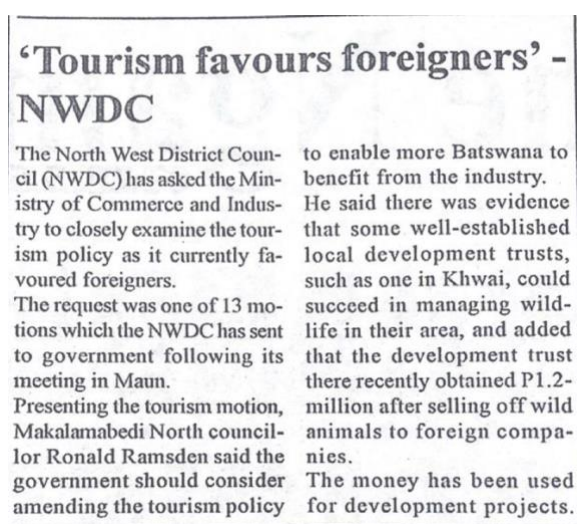 ‘Tourism favours foreigners’ -
NWDC
The North West District Coun-
cil (NWDC) has asked the Min-
istry of Commerce and Indus-
try to closely examine the tour-
ism policy as it currently fa-
voured foreigners.
The request was one of 13 mo-
tions which the NWDC has sent
to government following its
meeting in Maun.
Presenting the tourism motion,
Makalamabedi North council-
lor Ronald Ramsden said the
government should consider
amending the tourism policy
to enable more Batswana to
benefit from the industry.
He said there was evidence
that some well-established
local development trusts,
such as one in Khwai, could
succeed in managing wild-
life in their area, and added
that the development trust
there recently obtained P1.2-
million after selling off wild
animals to foreign compa-
nies.
The money has been used
for development projects.